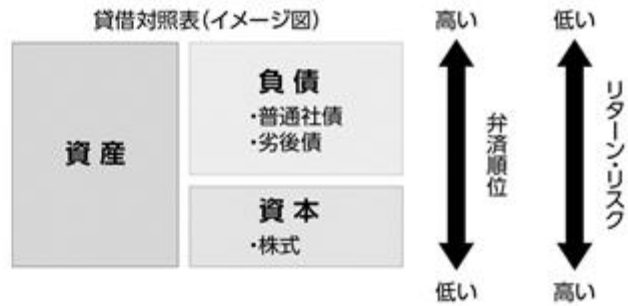 貸借対照表(イメージ図)
資産
負債
・普通社債
・劣後債
資本
・株式
高い
弁済順位
低い
低い
リターン・リスク
高い